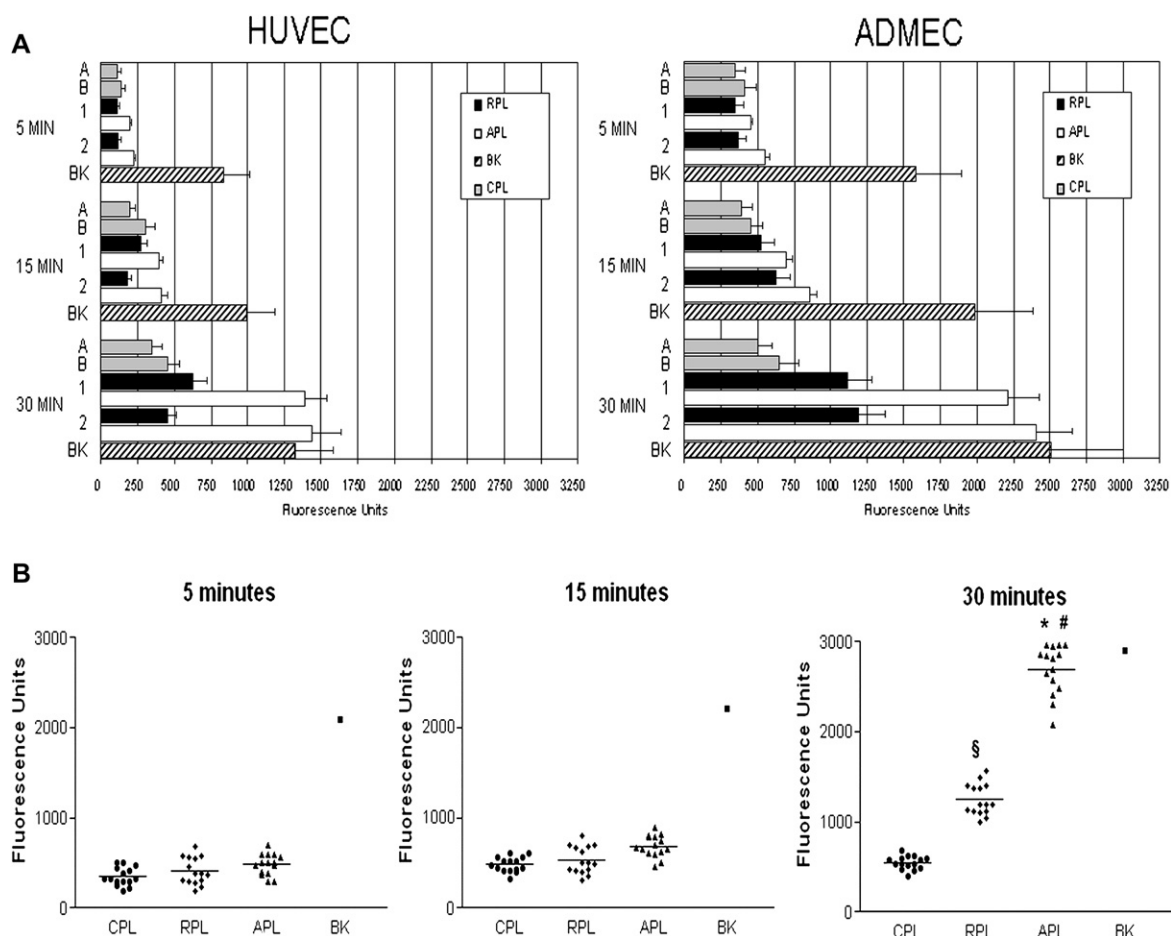 HUVEC
ADMEC
A
A
B
1
2
BK
5 MIN
A
B
1
2
BK
15 MIN
A
B
1
2
BK
30 MIN
RPL
APL
BK
CPL
0 250 500 750 1000 1250 1500 1750 2000 2250 2500 2750 3000 3250
Fluorescence Units
A
B
1
2
BK
5 MIN
A
B
1
2
BK
15 MIN
A
B
1
2
BK
30 MIN
RPL
APL
BK
CPL
0 250 500 750 1000 1250 1500 1750 2000 2250 2500 2750 3000 3250
Fluorescence Units
B
5 minutes
Fluorescence Units
3000
2000
1000
0
CPL RPL APL BK
15 minutes
Fluorescence Units
3000
2000
1000
0
CPL RPL APL BK
30 minutes
Fluorescence Units
3000
2000
1000
0
§
* #
CPL RPL APL BK